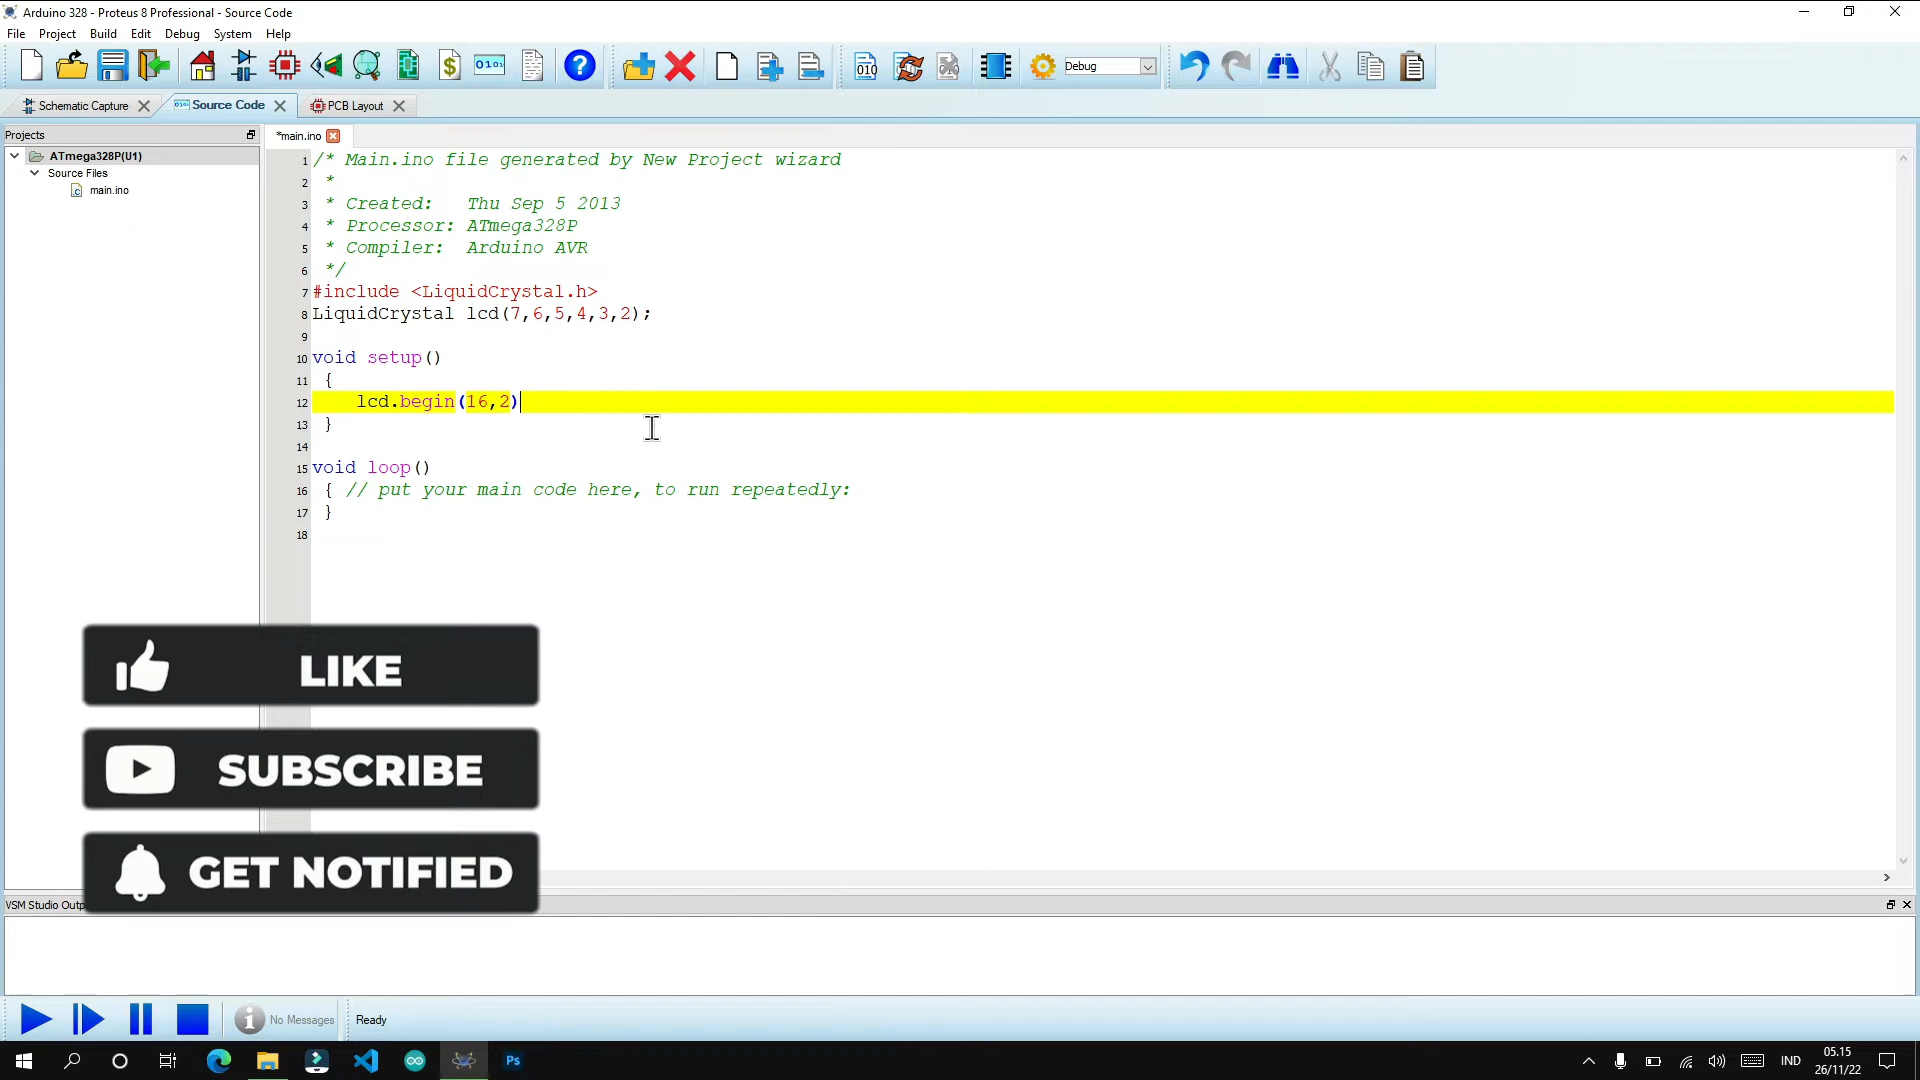 Arduino 328 - Proteus 8 Professional - Source Code
File Project Build Edit Debug System Help
Debug
Schematic Capture Source Code PCB Layout
Projects
*main.ino
ATmega328P(U1)
Source Files
main.ino
1 /* Main.ino file generated by New Project wizard
2 *
3 * Created: Thu Sep 5 2013
4 * Processor: ATmega328P
5 * Compiler: Arduino AVR
6 */
7 #include <LiquidCrystal.h>
8 LiquidCrystal lcd(7,6,5,4,3,2);
9
10 void setup()
11 {
12 lcd.begin(16,2)
13 }
14
15 void loop()
16 { // put your main code here, to run repeatedly:
17 }
18
LIKE
SUBSCRIBE
GET NOTIFIED
VSM Studio Outp
No Messages Ready
Ps
IND
05.15
26/11/22